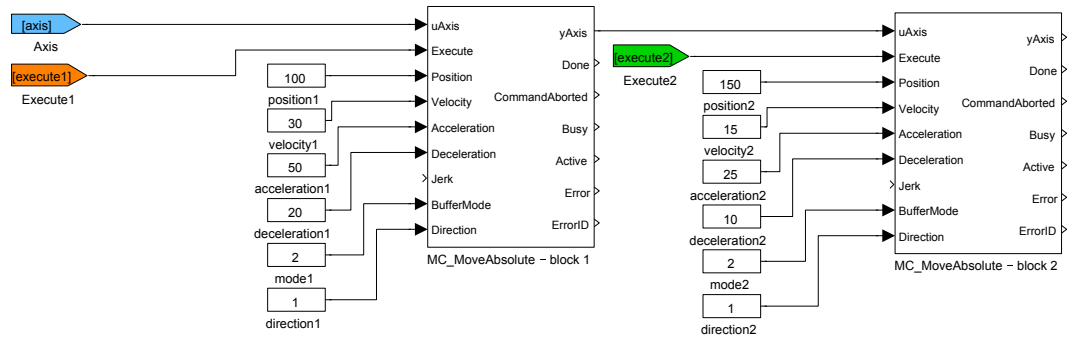 [axis]
Axis
[execute1]
Execute1
100
position1
30
velocity1
50
acceleration1
20
deceleration1
2
mode1
1
direction1
uAxis
Execute
Position
Velocity
Acceleration
Deceleration
Jerk
BufferMode
Direction
yAxis
Done
CommandAborted
Busy
Active
Error
ErrorID
MC_MoveAbsolute − block 1
[execute2]
Execute2
150
position2
15
velocity2
25
acceleration2
10
deceleration2
2
mode2
1
direction2
uAxis
Execute
Position
Velocity
Acceleration
Deceleration
Jerk
BufferMode
Direction
yAxis
Done
CommandAborted
Busy
Active
Error
ErrorID
MC_MoveAbsolute − block 2